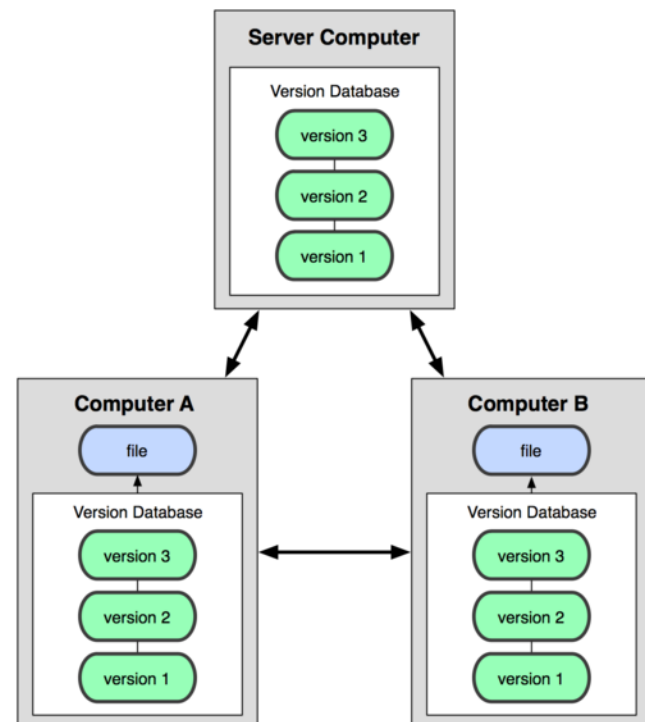 Server Computer
Version Database
version 3
version 2
version 1
Computer A
file
Version Database
version 3
version 2
version 1
Computer B
file
Version Database
version 3
version 2
version 1